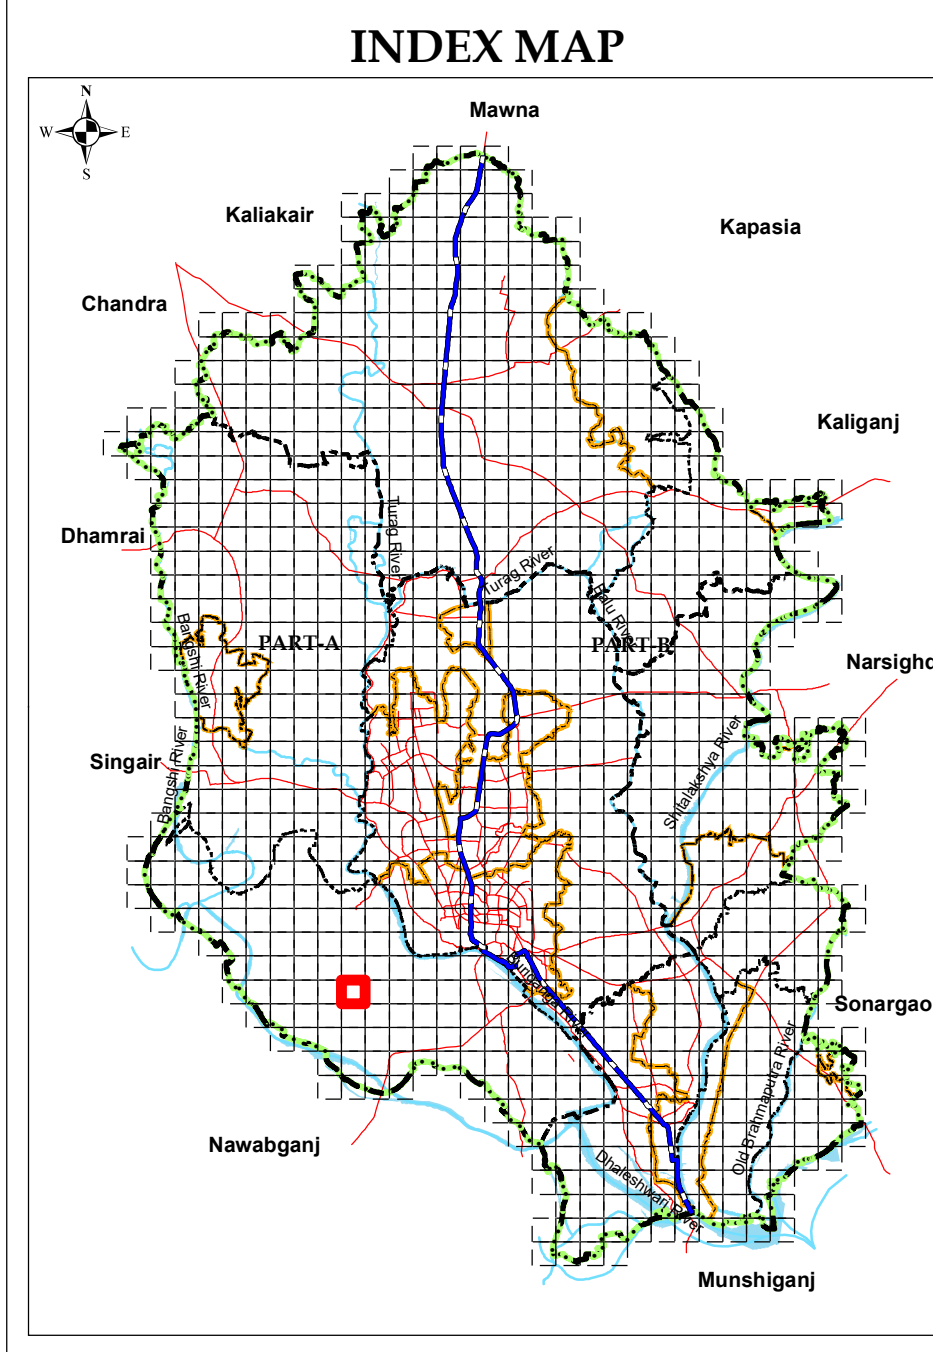 INDEX MAP
N
W E
S
Mawna
Kaliakair
Kapasia
Chandra
Kaliganj
Dhamrai
Turag River
Turag River
Balu River
Bangshi River
PART-A
PART-B
Narsighd
Singair
Bangshi River
Shitalakshya River
Buriganga River
Sonargao
Old Brahmaputra River
Nawabganj
Dhaleshwari River
Munshiganj